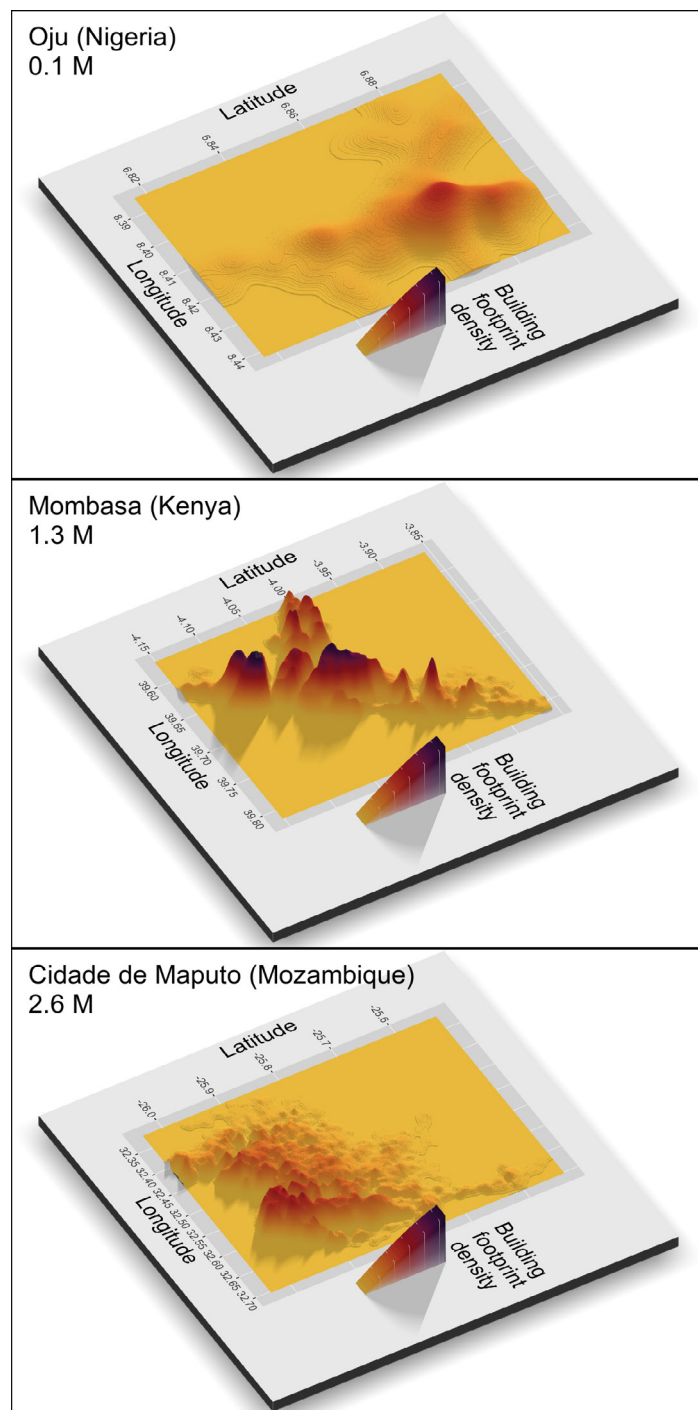 Oju (Nigeria)
0.1 M
Latitude
6.82
6.84
6.86
6.88
8.39
8.40
8.41
8.42
8.43
8.44
Longitude
Building
footprint
density
Mombasa (Kenya)
1.3 M
Latitude
-4.15
-4.10
-4.05
-4.00
-3.95
-3.90
-3.85
39.60
39.65
39.70
39.75
39.80
Longitude
Building
footprint
density
Cidade de Maputo (Mozambique)
2.6 M
Latitude
-26.0
-25.9
-25.8
-25.7
-25.6
32.35
32.40
32.45
32.50
32.55
32.60
32.65
32.70
Longitude
Building
footprint
density